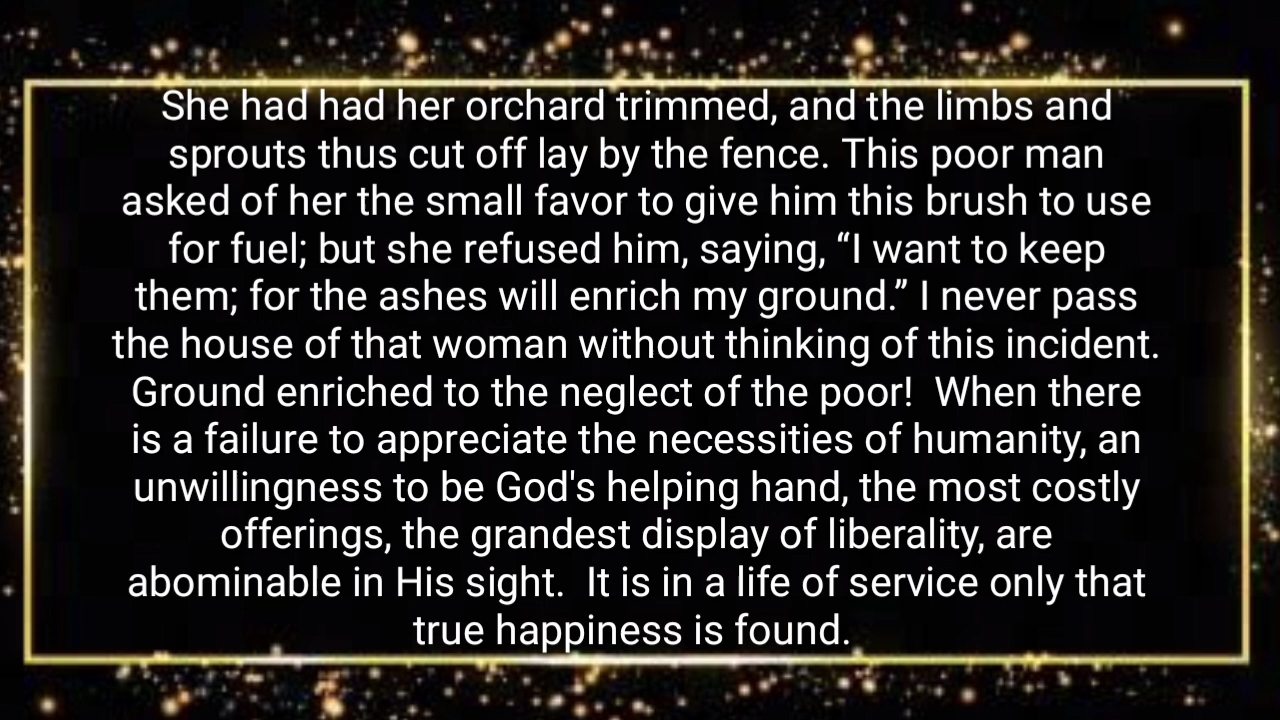 She had had her orchard trimmed, and the limbs and
sprouts thus cut off lay by the fence. This poor man
asked of her the small favor to give him this brush to use
for fuel; but she refused him, saying, “I want to keep
them; for the ashes will enrich my ground.” I never pass
the house of that woman without thinking of this incident.
Ground enriched to the neglect of the poor!  When there
is a failure to appreciate the necessities of humanity, an
unwillingness to be God's helping hand, the most costly
offerings, the grandest display of liberality, are
abominable in His sight.  It is in a life of service only that
true happiness is found.